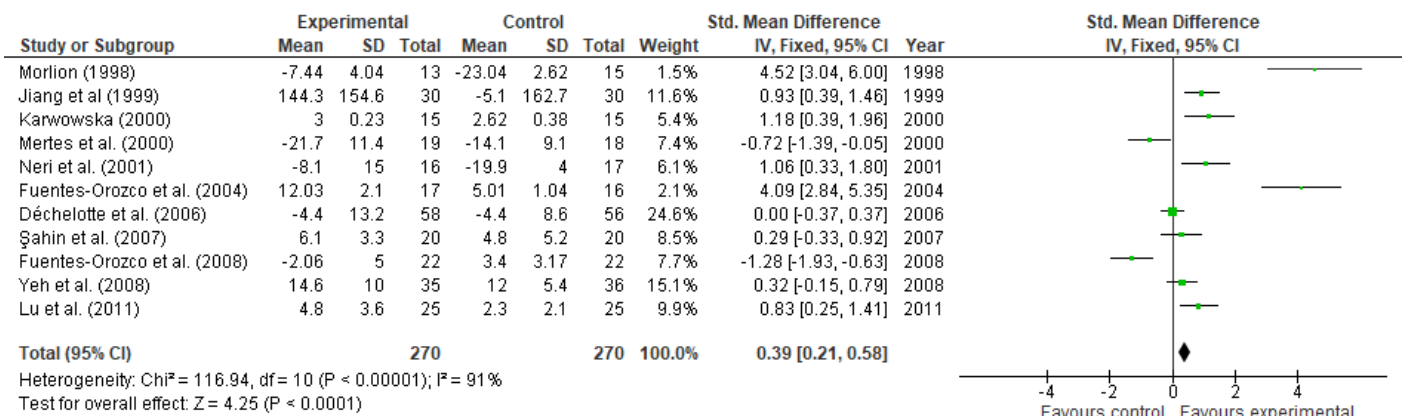 Experimental Control Std. Mean Difference Std. Mean Difference
Study or Subgroup Mean SD Total Mean SD Total Weight IV, Fixed, 95% CI Year IV, Fixed, 95% CI
Morlion (1998) -7.44 4.04 13 -23.04 2.62 15 1.5% 4.52 [3.04, 6.00] 1998
Jiang et al (1999) 144.3 154.6 30 -5.1 162.7 30 11.6% 0.93 [0.39, 1.46] 1999
Karwowska (2000) 3 0.23 15 2.62 0.38 15 5.4% 1.18 [0.39, 1.96] 2000
Mertes et al. (2000) -21.7 11.4 19 -14.1 9.1 18 7.4% -0.72 [-1.39, -0.05] 2000
Neri et al. (2001) -8.1 15 16 -19.9 4 17 6.1% 1.06 [0.33, 1.80] 2001
Fuentes-Orozco et al. (2004) 12.03 2.1 17 5.01 1.04 16 2.1% 4.09 [2.84, 5.35] 2004
Déchelotte et al. (2006) -4.4 13.2 58 -4.4 8.6 56 24.6% 0.00 [-0.37, 0.37] 2006
Şahin et al. (2007) 6.1 3.3 20 4.8 5.2 20 8.5% 0.29 [-0.33, 0.92] 2007
Fuentes-Orozco et al. (2008) -2.06 5 22 3.4 3.17 22 7.7% -1.28 [-1.93, -0.63] 2008
Yeh et al. (2008) 14.6 10 35 12 5.4 36 15.1% 0.32 [-0.15, 0.79] 2008
Lu et al. (2011) 4.8 3.6 25 2.3 2.1 25 9.9% 0.83 [0.25, 1.41] 2011
Total (95% CI) 270 270 100.0% 0.39 [0.21, 0.58]
Heterogeneity: Chi² = 116.94, df = 10 (P < 0.00001); I² = 91%
Test for overall effect: Z = 4.25 (P < 0.0001)
-4 -2 0 2 4
Favours control Favours experimental